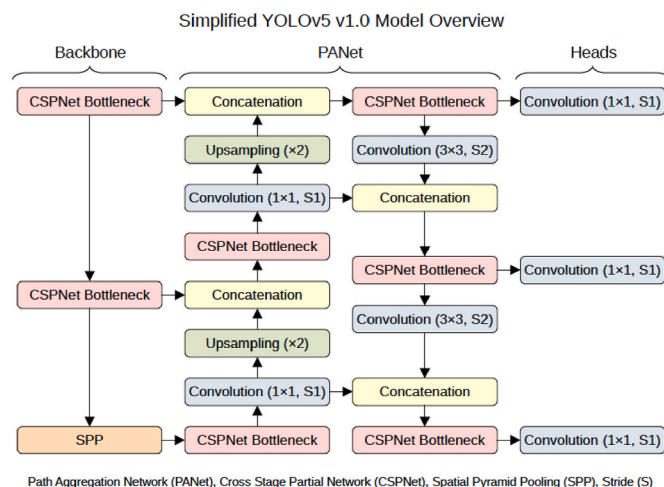 Simplified YOLOv5 v1.0 Model Overview
Backbone PANet Heads
CSPNet Bottleneck Concatenation CSPNet Bottleneck Convolution (1×1, S1)
Upsampling (×2) Convolution (3×3, S2)
Convolution (1×1, S1) Concatenation
CSPNet Bottleneck
CSPNet Bottleneck Convolution (1×1, S1)
CSPNet Bottleneck Concatenation
Convolution (3×3, S2)
Upsampling (×2)
Convolution (1×1, S1) Concatenation
SPP CSPNet Bottleneck CSPNet Bottleneck Convolution (1×1, S1)
Path Aggregation Network (PANet), Cross Stage Partial Network (CSPNet), Spatial Pyramid Pooling (SPP), Stride (S)